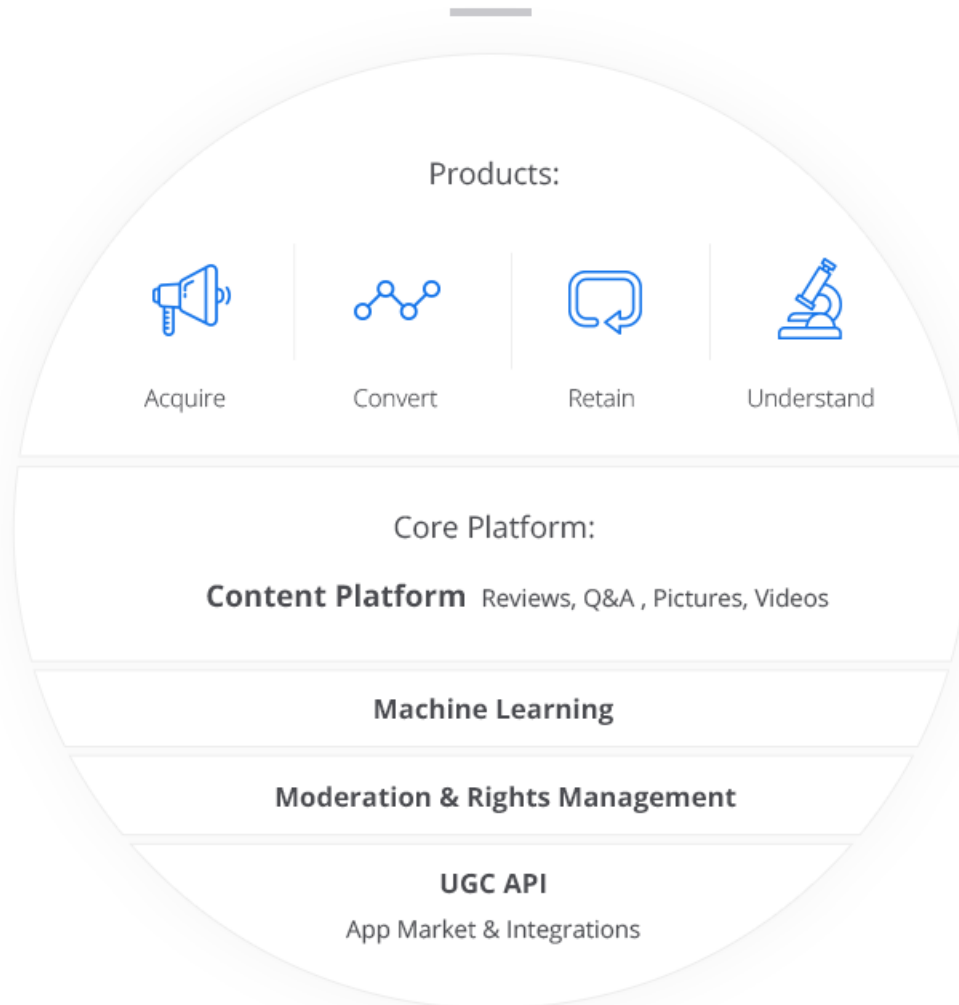 Products:
Acquire Convert Retain Understand
Core Platform:
Content Platform Reviews, Q&A , Pictures, Videos
Machine Learning
Moderation & Rights Management
UGC API
App Market & Integrations